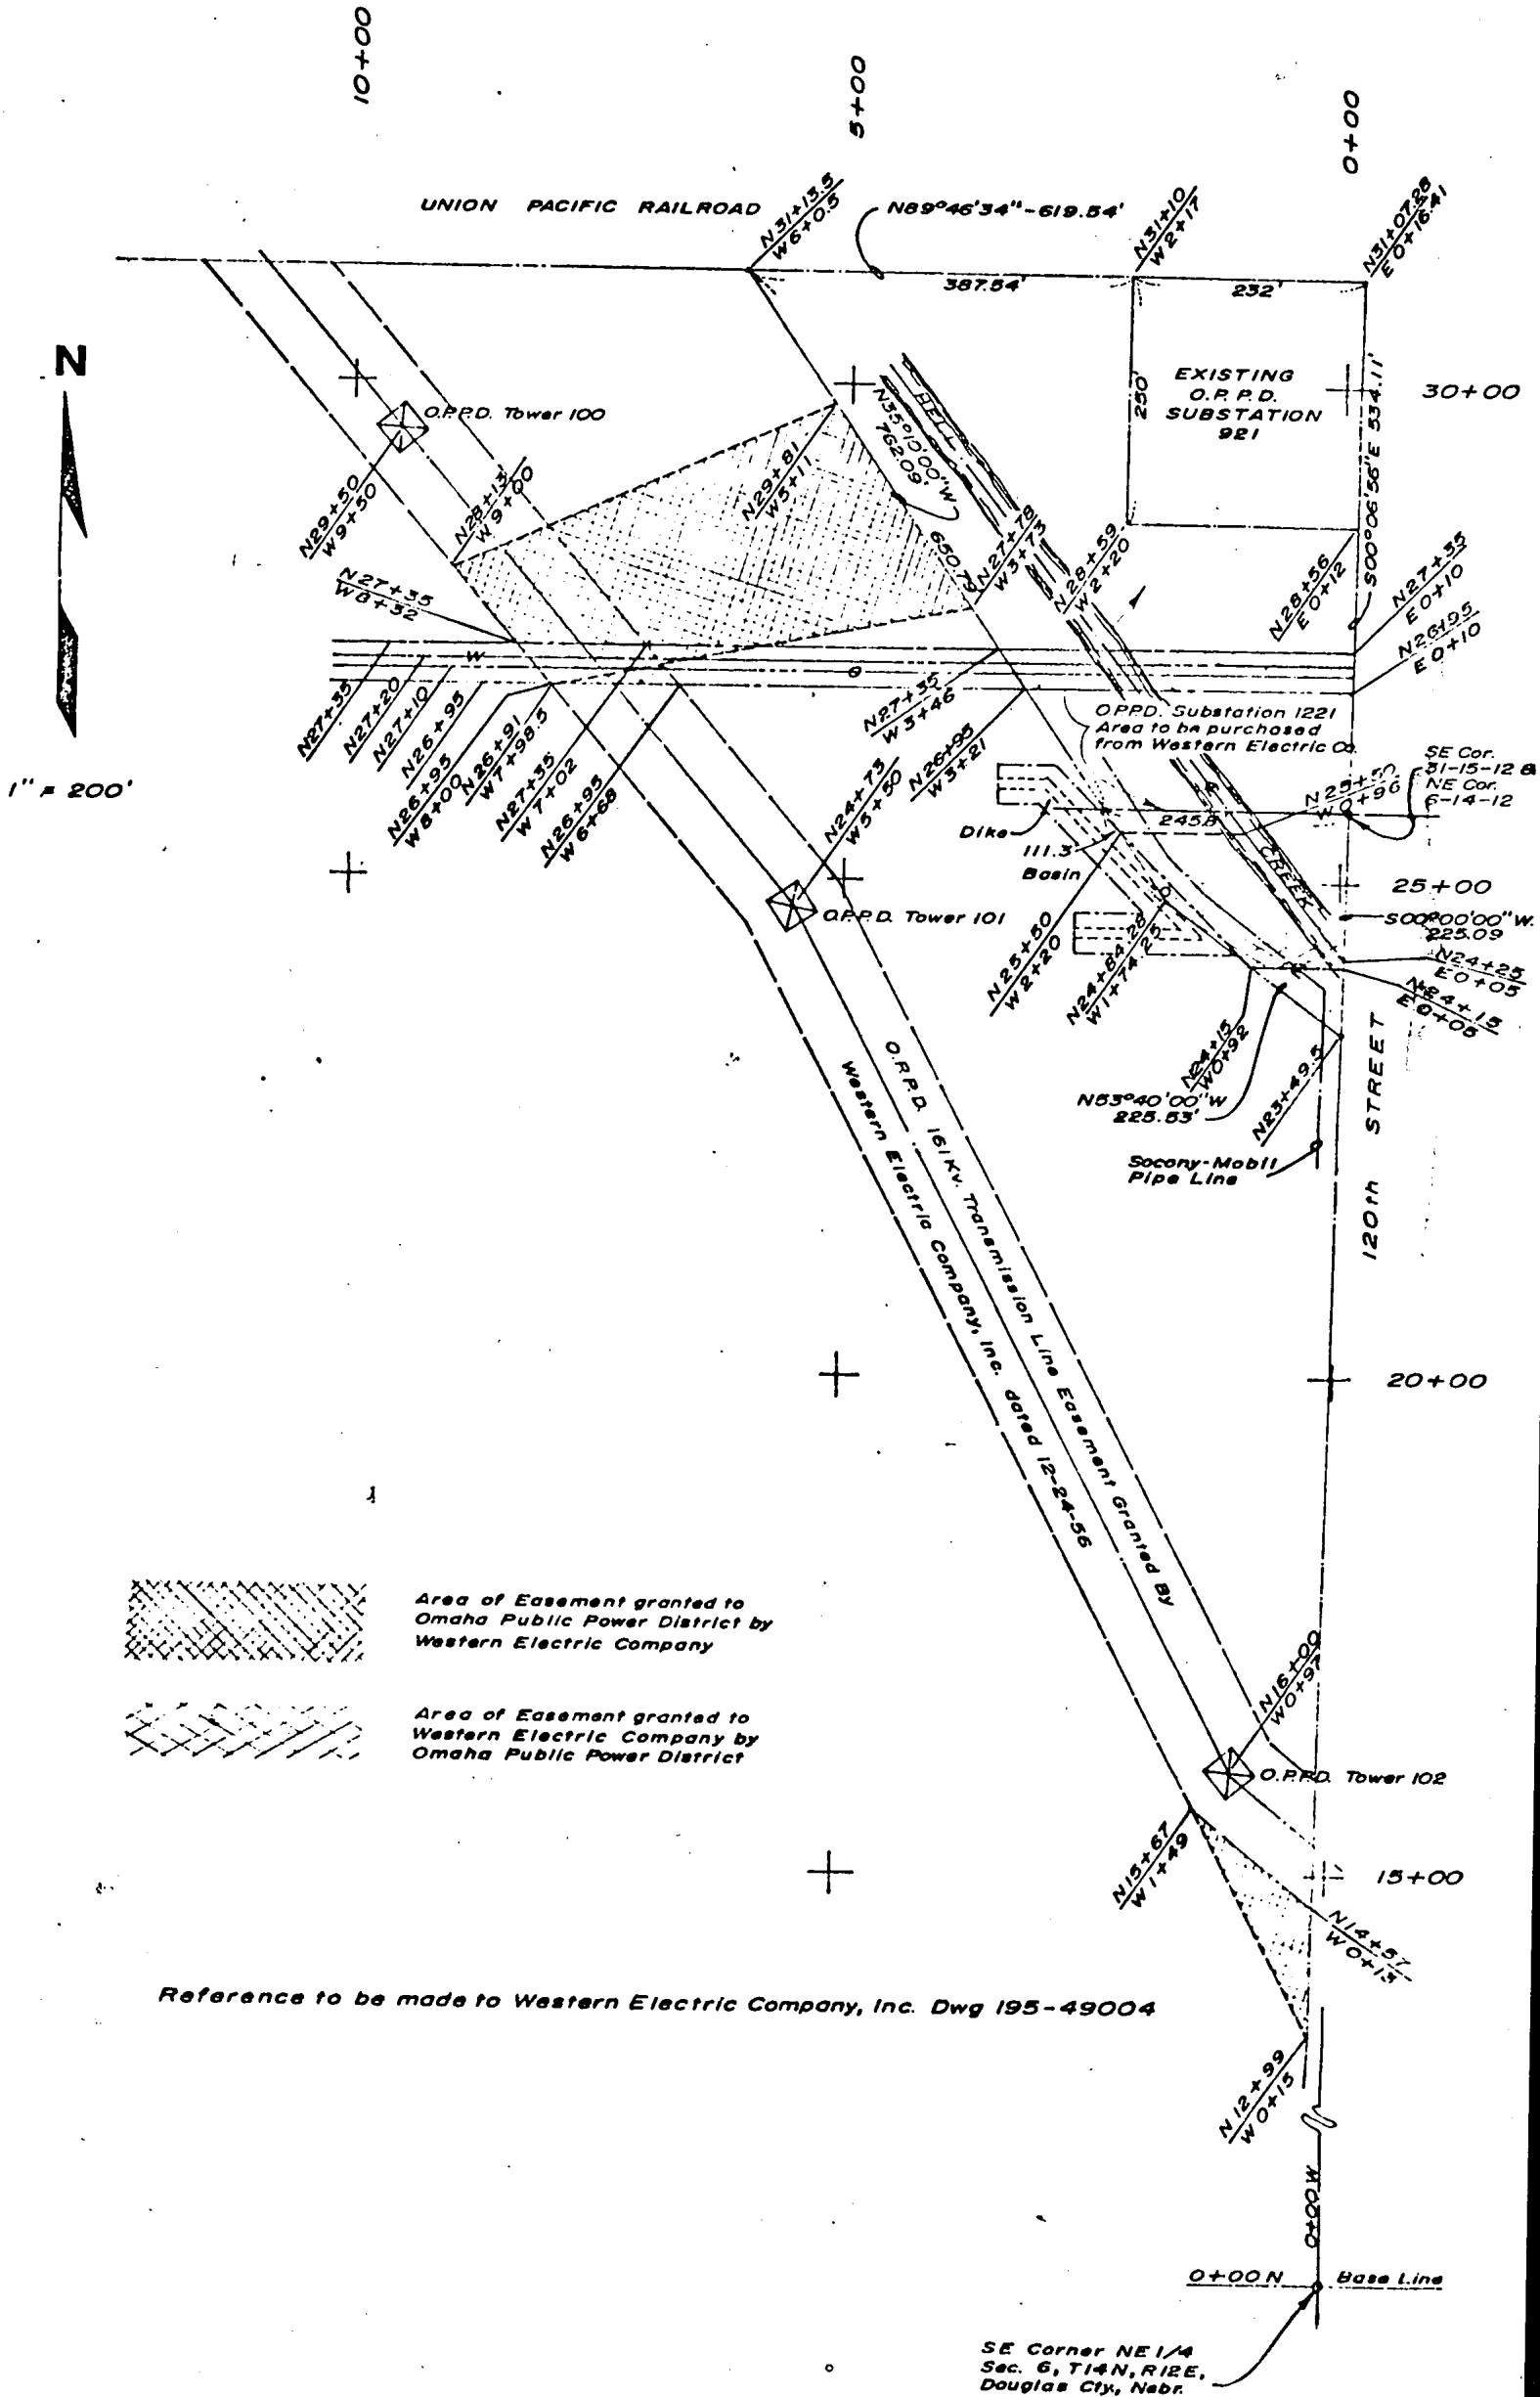 10+00
5+00
0+00
UNION PACIFIC RAILROAD
N31+13.5
W6+0.5
N89°46'34"-619.54'
N31+10
W2+17
N31+07.28
E0+16.41
387.54'
232'
N
1" = 200'
EXISTING
O.P.P.D.
SUBSTATION
921
250'
S00°06'56"E 534.11'
30+00
O.P.P.D. Tower 100
N29+50
W9+50
N28+13
W9+00
N29+81
W5+11
N35°10'00"W
762.09
650.79
HELL
N27+78
W3+73
N28+59
W2+20
N28+56
E0+12
N27+35
E0+10
N26+95
E0+10
N27+35
W8+32
W
G
N27+35
N27+20
N27+10
N26+95
N26+95
W8+00
N26+91
W7+98.5
N27+35
W7+02
N26+95
W6+68
N27+35
W3+46
N26+95
W3+21
N24+73
W5+50
O.P.P.D. Substation 1221
Area to be purchased
from Western Electric Co.
SE Cor.
31-15-12 &
NE Cor.
6-14-12
N25+50
W0+96
Dike
245.8
111.3
Basin
CREEK
25+00
O.P.P.D. Tower 101
S00°00'00"W.
225.09
N25+50
W2+20
N24+84.28
W1+74.25
N24+25
E0+05
N24+15
E0+05
N24+15
W0+92
N53°40'00"W
225.53'
N23+49.5
Socony-Mobil
Pipe Line
120th STREET
O.P.P.D. 161Kv. Transmission Line Easement Granted By
Western Electric Company, Inc. dated 12-24-56
20+00
Area of Easement granted to
Omaha Public Power District by
Western Electric Company
Area of Easement granted to
Western Electric Company by
Omaha Public Power District
N16+00
W0+97
O.P.P.D. Tower 102
N15+67
W1+49
15+00
N14+57
W0+13
Reference to be made to Western Electric Company, Inc. Dwg 195-49004
N12+99
W0+15
0+00W
0+00N
Base Line
SE Corner NE 1/4
Sec. 6, T14N, R12E,
Douglas Cty., Nebr.